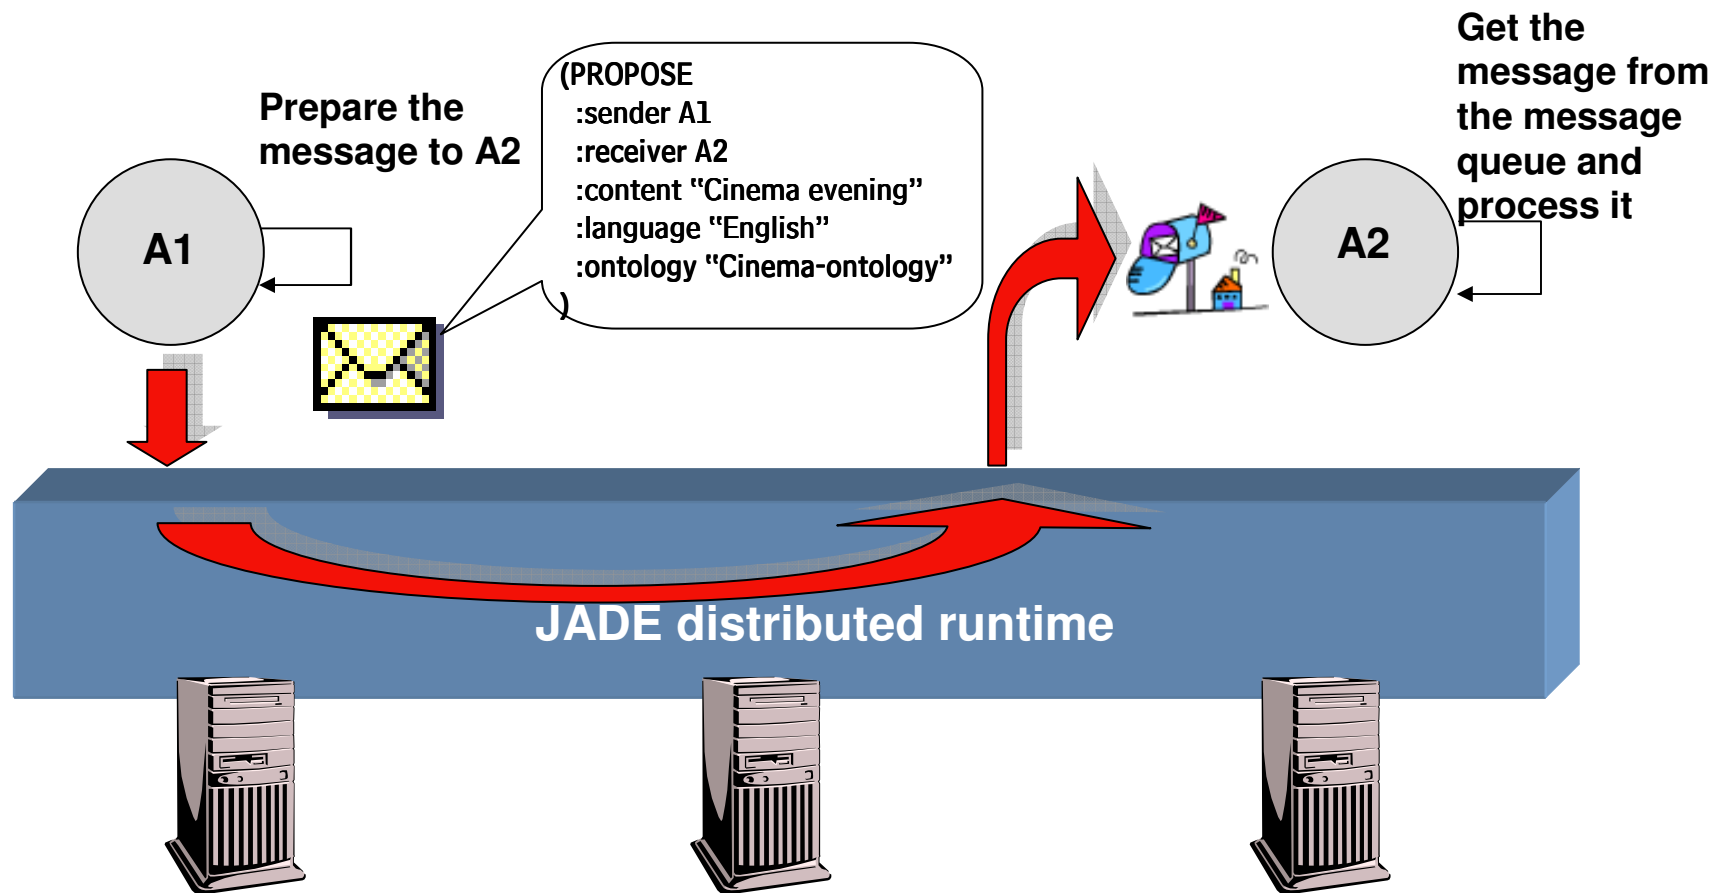 Prepare the
message to A2
A1
(PROPOSE
:sender A1
:receiver A2
:content “Cinema evening”
:language “English”
:ontology “Cinema-ontology”
)
Get the
message from
the message
queue and
process it
A2
JADE distributed runtime